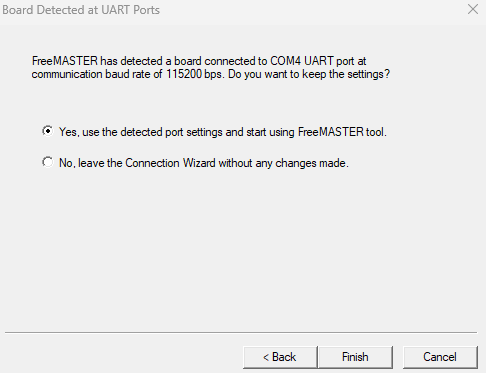 Board Detected at UART Ports
FreeMASTER has detected a board connected to COM4 UART port at
communication baud rate of 115200 bps. Do you want to keep the settings?
Yes, use the detected port settings and start using FreeMASTER tool.
No, leave the Connection Wizard without any changes made.
< Back
Finish
Cancel